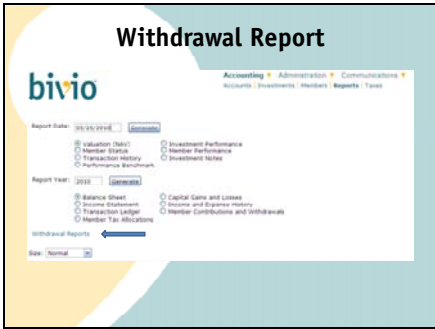 Withdrawal Report
bivio
Accounting Administration Communications
Accounts | Investments | Members | Reports | Taxes
Report Date: 05/25/2010 Generate
Valuation (NAV) Investment Performance
Member Status Member Performance
Transaction History Investment Notes
Performance Benchmark
Report Year: 2010 Generate
Balance Sheet Capital Gains and Losses
Income Statement Income and Expense History
Transaction Ledger Member Contributions and Withdrawals
Member Tax Allocations
Withdrawal Reports
Size: Normal